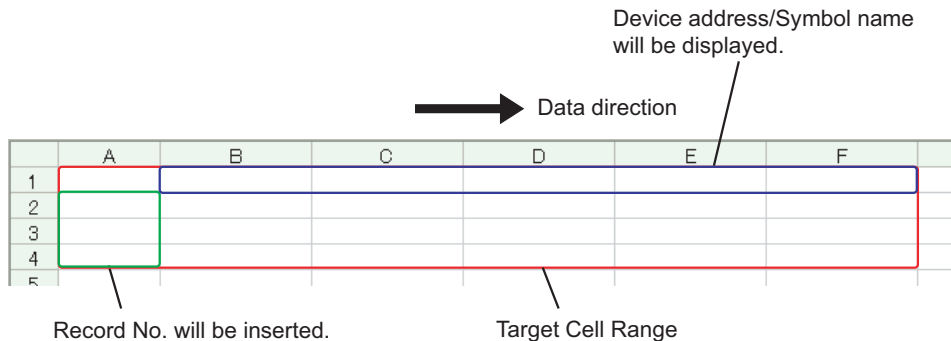 Device address/Symbol name
will be displayed.
Data direction
A B C D E F
1
2
3
4
5
Record No. will be inserted.
Target Cell Range